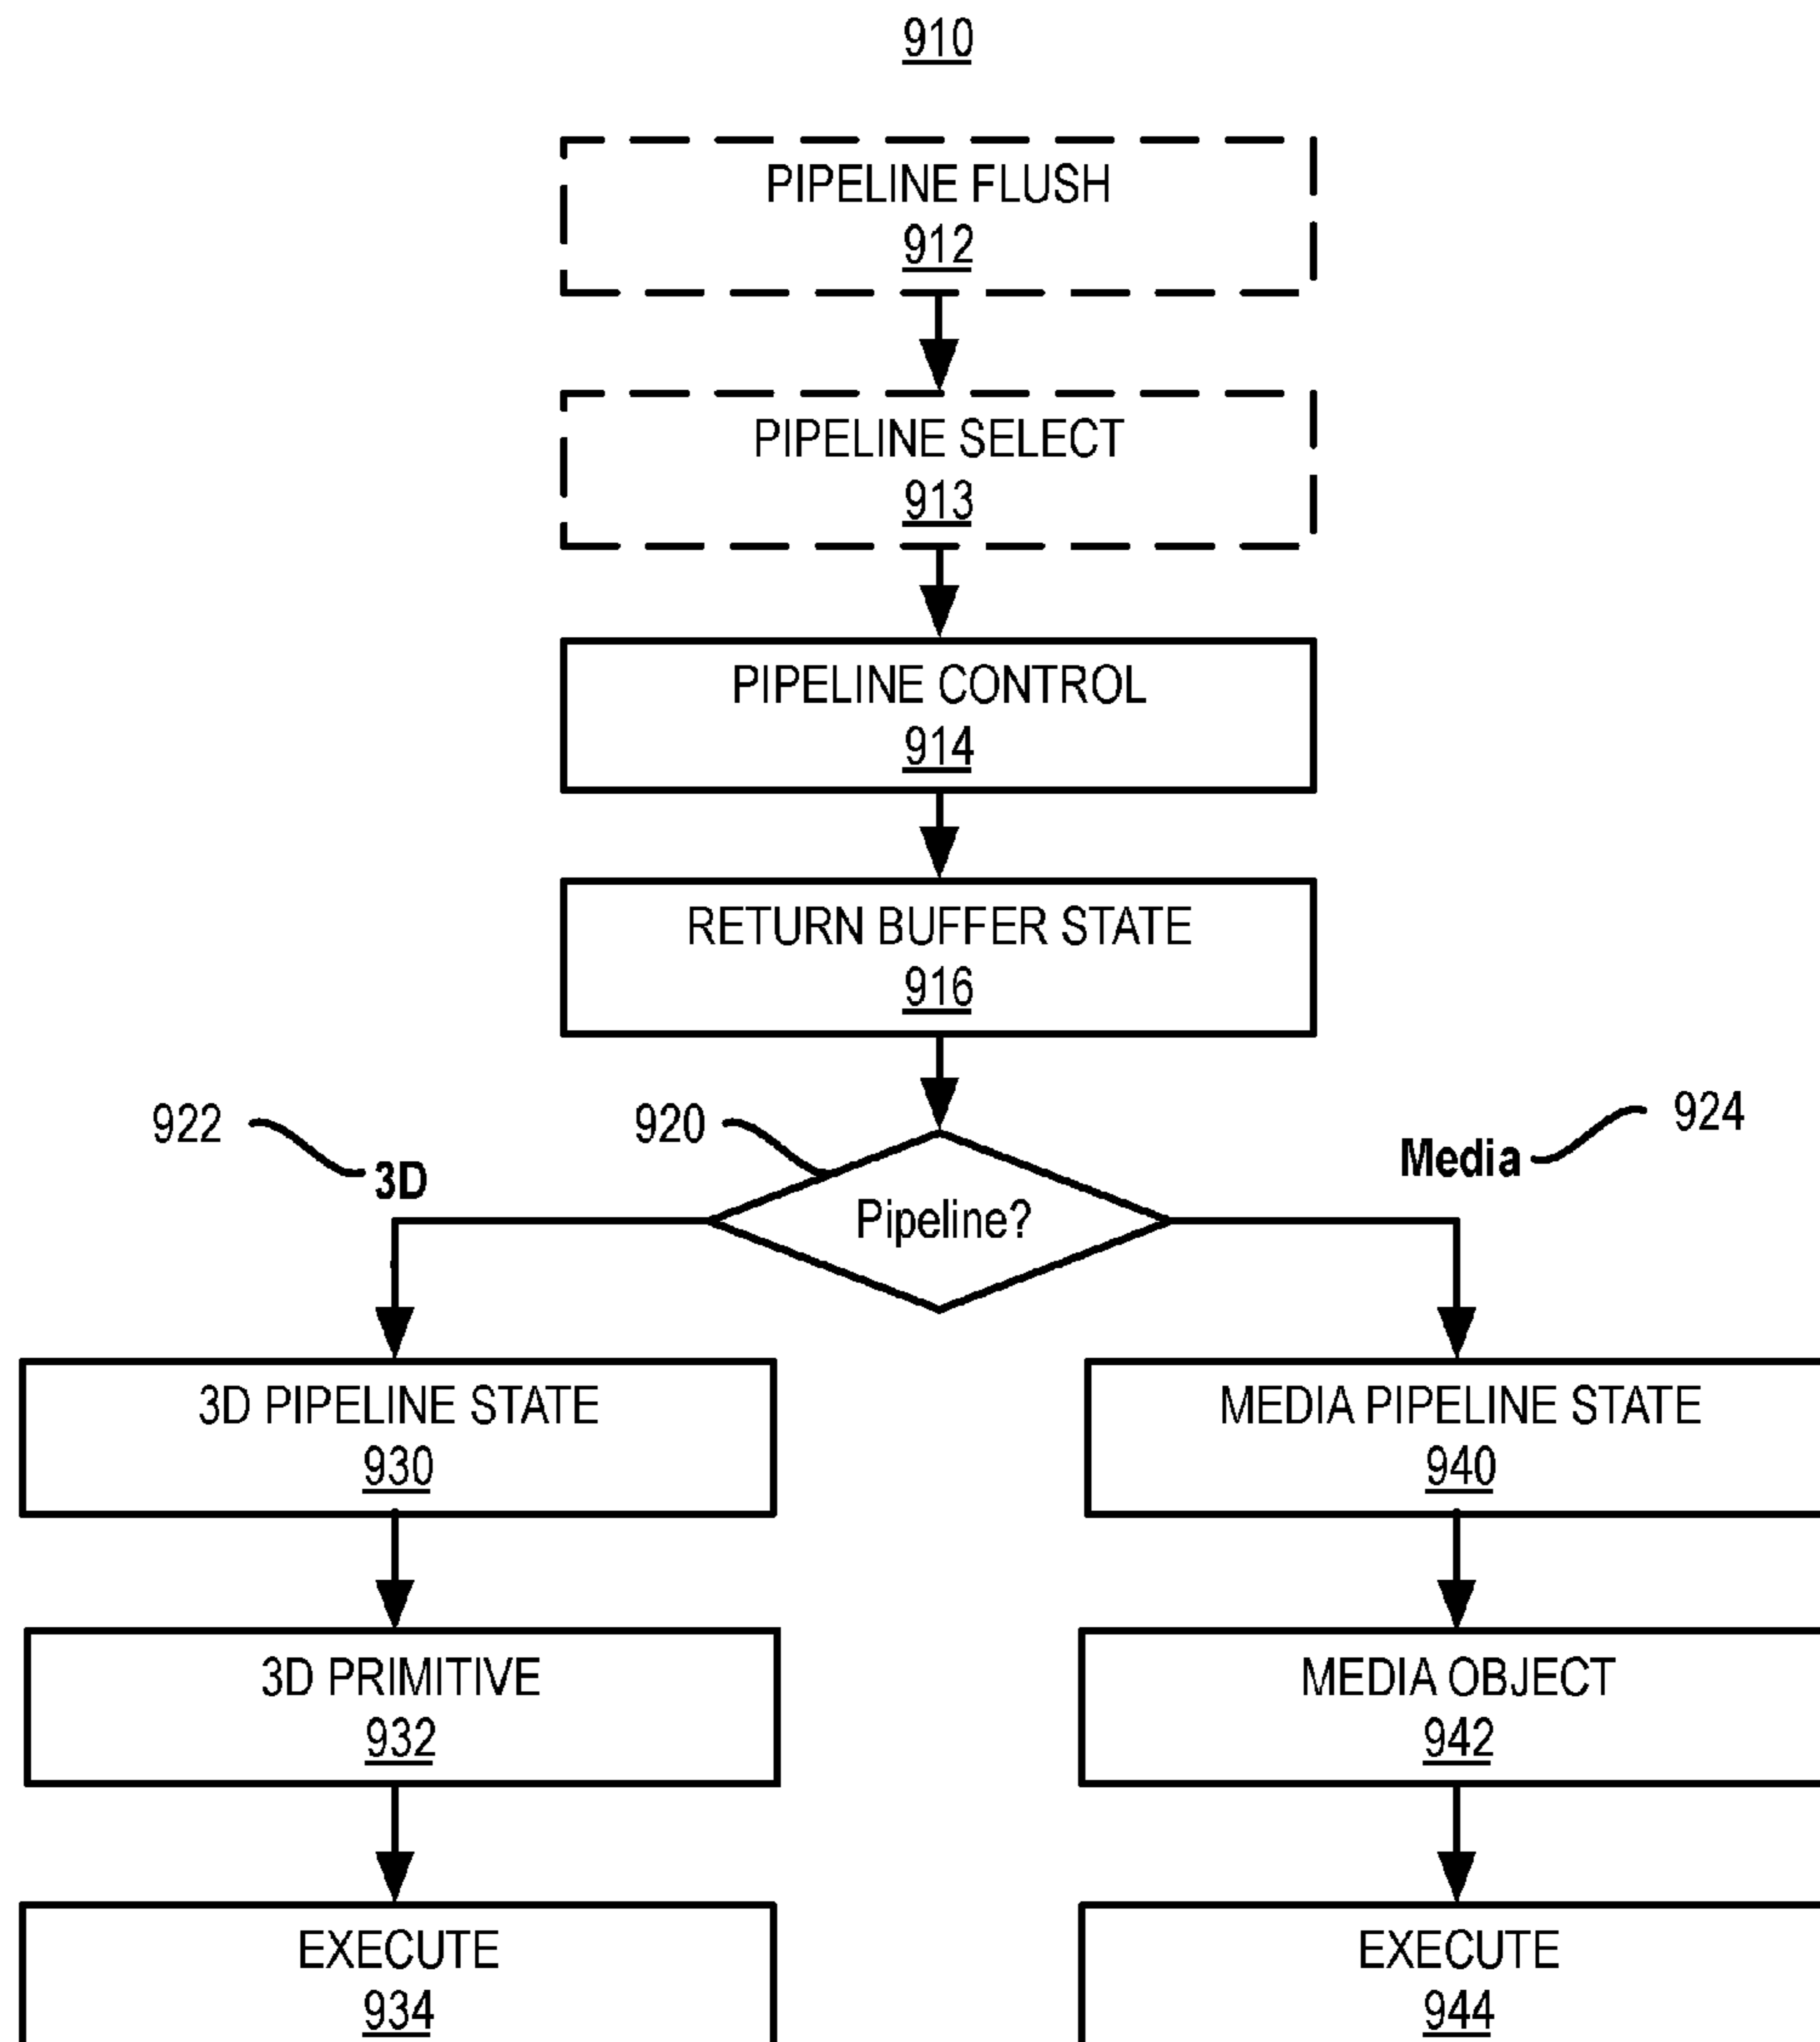 910
PIPELINE FLUSH
912
PIPELINE SELECT
913
PIPELINE CONTROL
914
RETURN BUFFER STATE
916
922
920
924
3D
Media
Pipeline?
3D PIPELINE STATE
930
MEDIA PIPELINE STATE
940
3D PRIMITIVE
932
MEDIA OBJECT
942
EXECUTE
934
EXECUTE
944